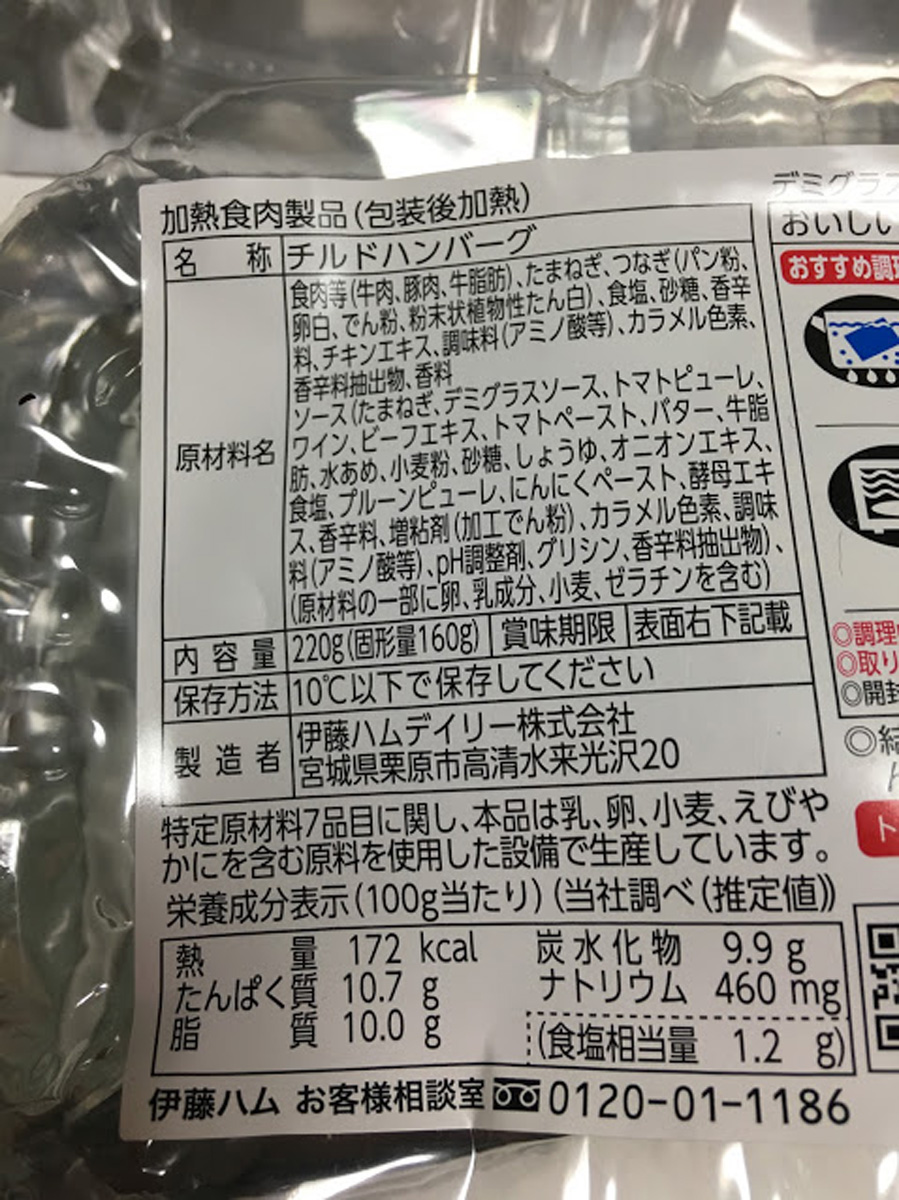 加熱食肉製品(包装後加熱)
名 称 チルドハンバーグ
原材料名
食肉等(牛肉、豚肉、牛脂肪)、たまねぎ、つなぎ(パン粉、
卵白、でん粉、粉末状植物性たん白)、食塩、砂糖、香辛
料、チキンエキス、調味料(アミノ酸等)、カラメル色素、
香辛料抽出物、香料
ソース(たまねぎ、デミグラスソース、トマトピューレ、
ワイン、ビーフエキス、トマトペースト、バター、牛脂
肪、水あめ、小麦粉、砂糖、しょうゆ、オニオンエキス、
食塩、プルーンピューレ、にんにくペースト、酵母エキ
ス、香辛料、増粘剤(加工でん粉)、カラメル色素、調味
料(アミノ酸等)、pH調整剤、グリシン、香辛料抽出物)、
(原材料の一部に卵、乳成分、小麦、ゼラチンを含む)
内容量 220g(固形量160g) 賞味期限 表面右下記載
保存方法 10℃以下で保存してください
製造者 伊藤ハムデイリー株式会社
宮城県栗原市高清水来光沢20
特定原材料7品目に関し、本品は乳、卵、小麦、えびや
かにを含む原料を使用した設備で生産しています。
栄養成分表示(100g当たり)(当社調べ(推定値))
熱量 172 kcal 炭水化物 9.9 g
たんぱく質 10.7 g ナトリウム 460 mg
脂質 10.0 g (食塩相当量 1.2 g)
伊藤ハム お客様相談室 0120-01-1186
デミグラス
おいしい
おすすめ調理
◎調理
◎取り
◎開封